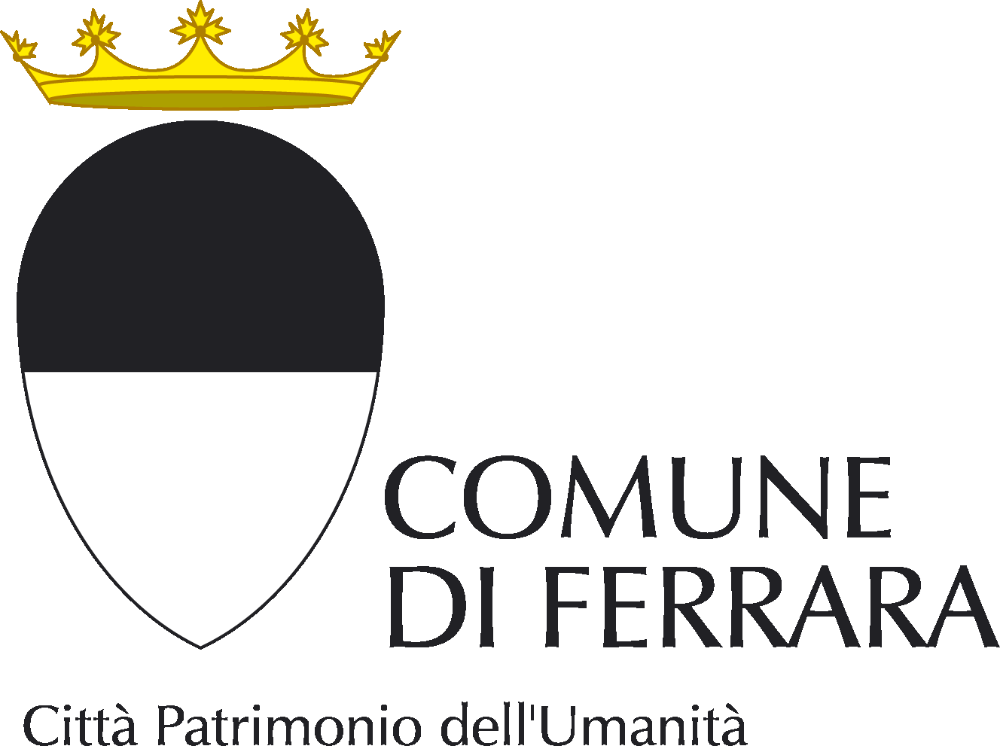 COMUNE
DI FERRARA
Città Patrimonio dell'Umanità